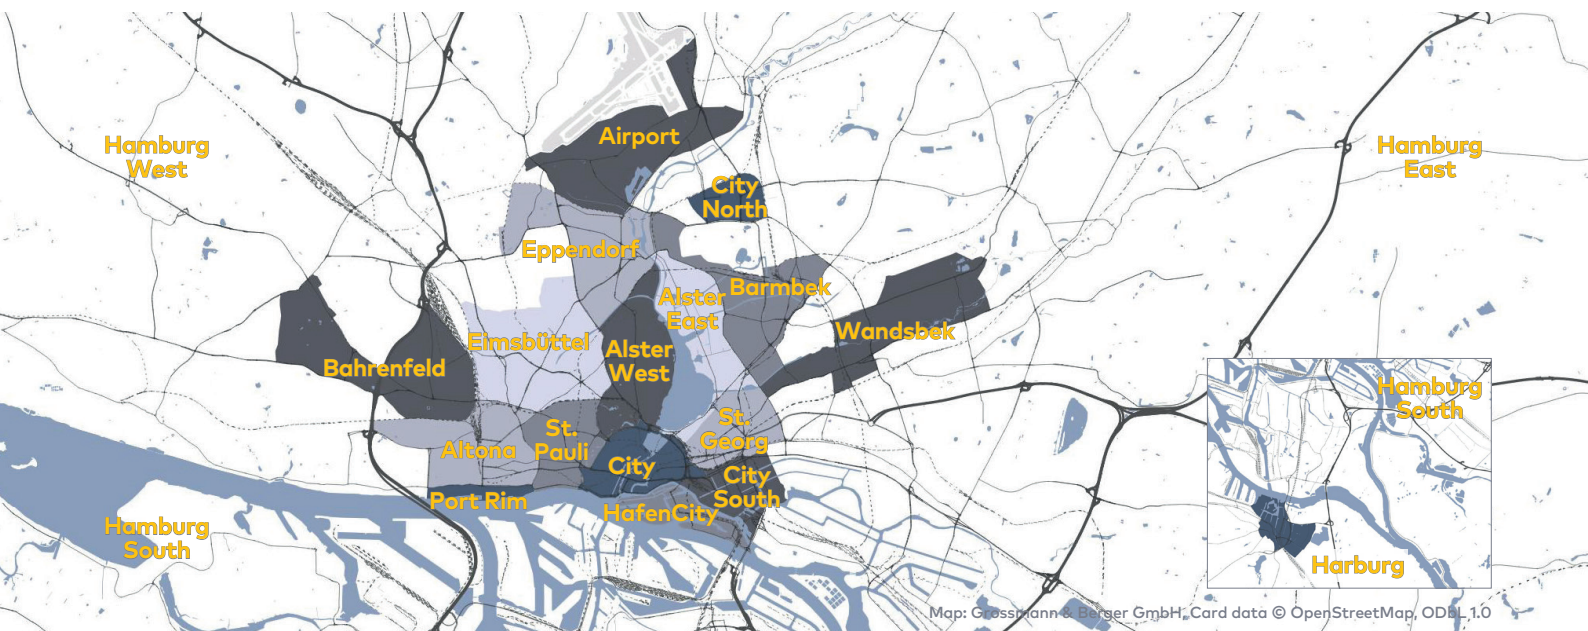 Airport
Hamburg
West
Hamburg
East
City
North
Eppendorf
Barmbek
Alster
East
Wandsbek
Eimsbüttel
Alster
West
Bahrenfeld
Hamburg
South
St.
Georg
St.
Pauli
Altona
City
City
South
Port Rim
HafenCity
Hamburg
South
Harburg
Map: Grossmann & Berger GmbH, Card data © OpenStreetMap, ODbL 1.0